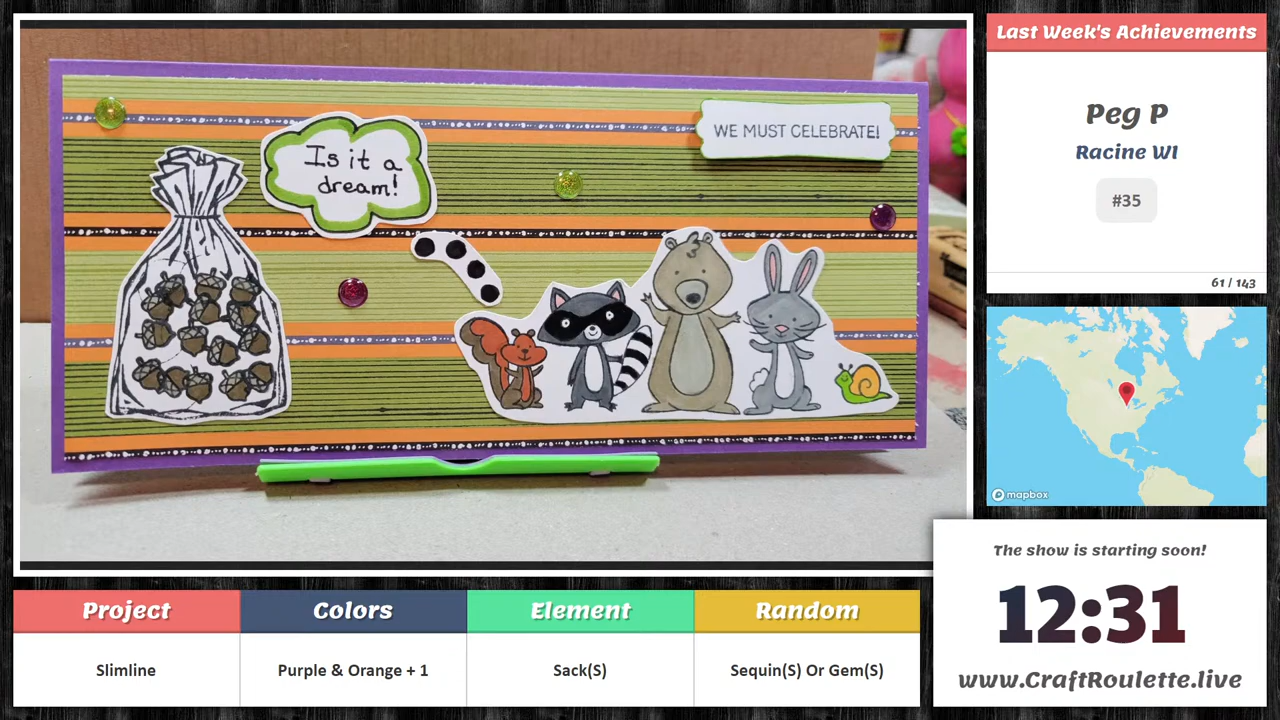 Last Week's Achievements
Peg P
Racine WI
#35
61 / 143
WE MUST CELEBRATE!
Is it a
dream!
mapbox
The show is starting soon!
12:31
www.CraftRoulette.live
Project
Colors
Element
Random
Slimline
Purple & Orange + 1
Sack(S)
Sequin(S) Or Gem(S)